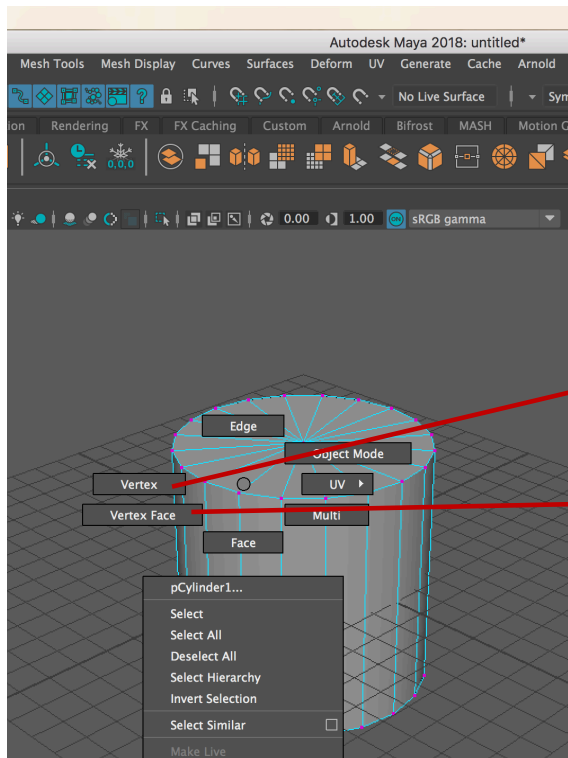 Autodesk Maya 2018: untitled*
Mesh Tools Mesh Display Curves Surfaces Deform UV Generate Cache Arnold
No Live Surface Sym
ion Rendering FX FX Caching Custom Arnold Bifrost MASH Motion G
0,0,0
0.00 1.00 ON sRGB gamma
Edge
Object Mode
Vertex UV
Vertex Face Multi
Face
pCylinder1...
Select
Select All
Deselect All
Select Hierarchy
Invert Selection
Select Similar
Make Live